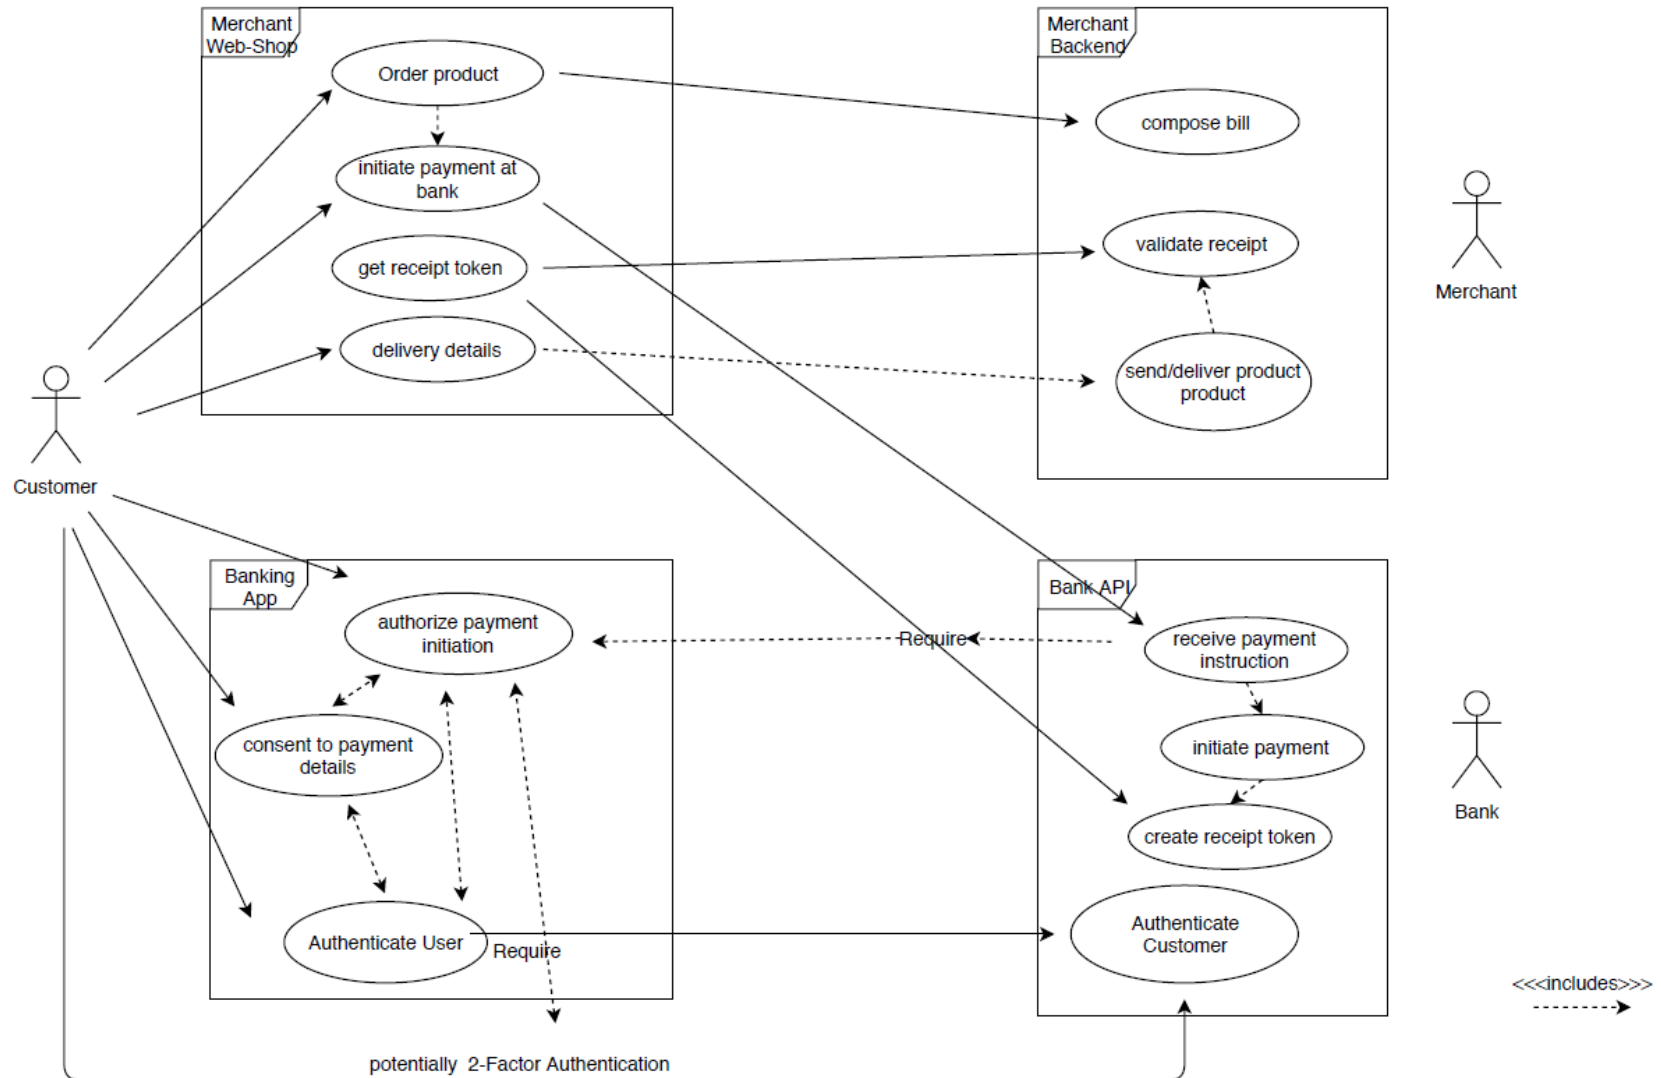 Merchant
Web-Shop
Order product
initiate payment at
bank
get receipt token
delivery details
Merchant
Backend
compose bill
validate receipt
send/deliver product
product
Merchant
Customer
Banking
App
authorize payment
initiation
consent to payment
details
Authenticate User
Require
potentially 2-Factor Authentication
Require
Bank API
receive payment
instruction
initiate payment
create receipt token
Authenticate
Customer
Bank
<<<includes>>>